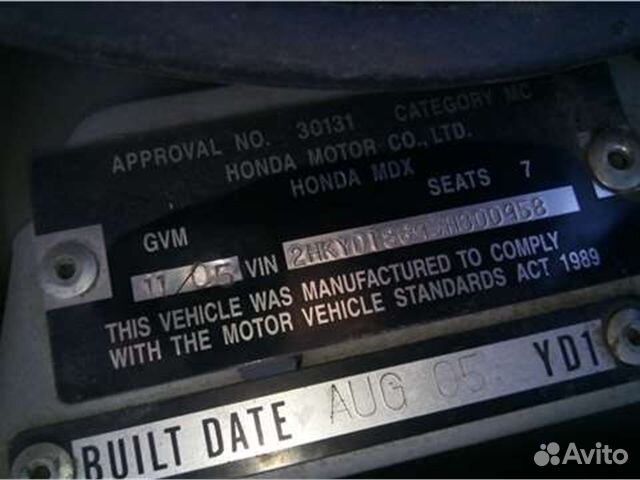 APPROVAL NO. 30131 CATEGORY MC
HONDA MOTOR CO., LTD.
HONDA MDX
SEATS 7
GVM
11/05 VIN
THIS VEHICLE WAS MANUFACTURED TO COMPLY
WITH THE MOTOR VEHICLE STANDARDS ACT 1989
BUILT DATE AUG 05 YD1
Avito